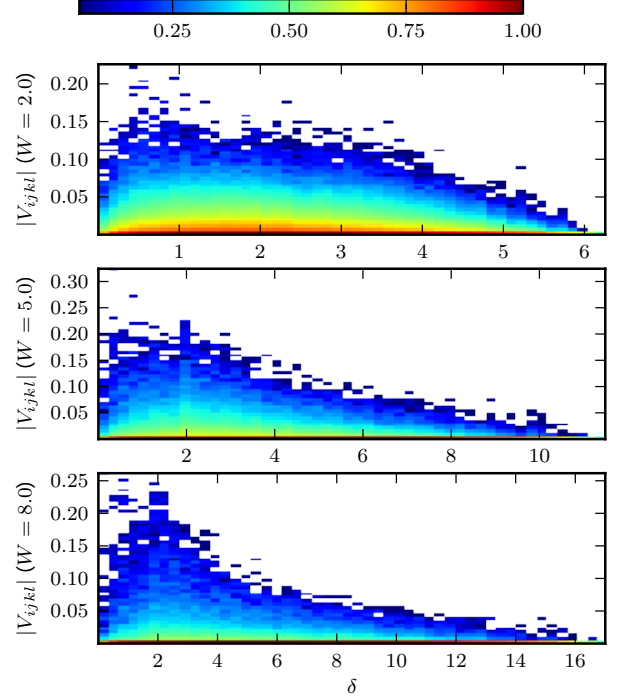 0.25 0.50 0.75 1.00
|V_{ijkl}| (W = 2.0)
0.20
0.15
0.10
0.05
1 2 3 4 5 6
|V_{ijkl}| (W = 5.0)
0.30
0.25
0.20
0.15
0.10
0.05
2 4 6 8 10
|V_{ijkl}| (W = 8.0)
0.25
0.20
0.15
0.10
0.05
2 4 6 8 10 12 14 16
δ